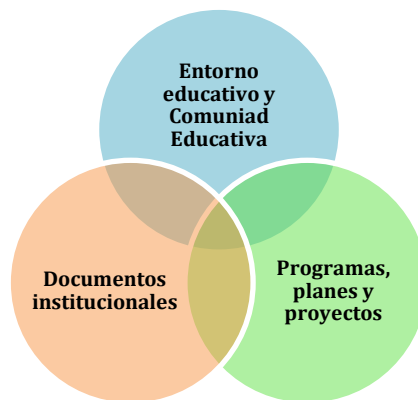 Entorno
educativo y
Comuniad
Educativa
Documentos
institucionales
Programas,
planes y
proyectos